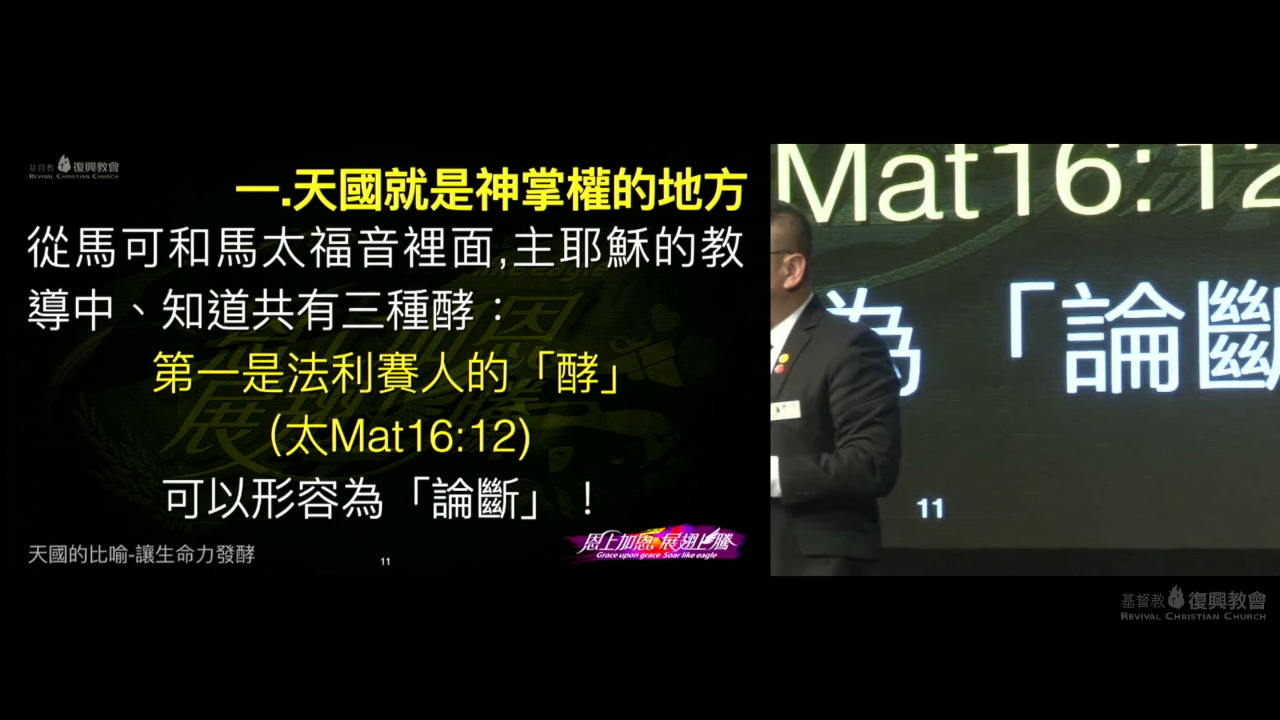 基督教 復興教會
REVIVAL CHRISTIAN CHURCH
一.天國就是神掌權的地方
從馬可和馬太福音裡面,主耶穌的教
導中、知道共有三種酵：
第一是法利賽人的「酵」
(太Mat16:12)
可以形容為「論斷」！
天國的比喻-讓生命力發酵
11
恩上加恩 展翅上騰
Grace upon grace Soar like eagle
Mat16:12
為「論斷
11
基督教 復興教會
REVIVAL CHRISTIAN CHURCH